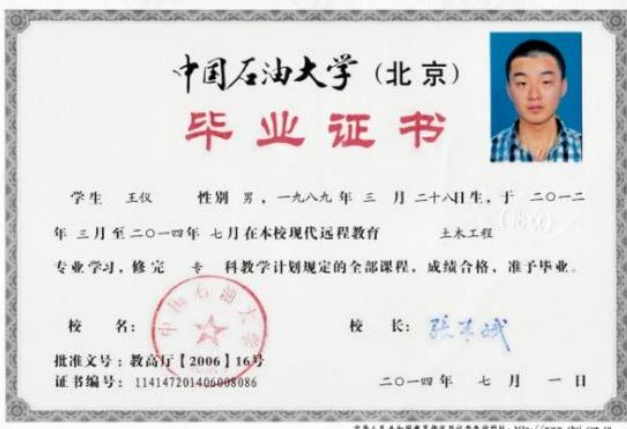 中国石油大学（北京）
毕业证书
学生 王仪 性别 男，一九八九年 三 月 二十八日生，于 二〇一二
年 三月至二〇一四年 七月在本校现代远程教育 土木工程
专业学习，修完 专 科教学计划规定的全部课程，成绩合格，准予毕业。
校 名：
校 长：
中国石油大学
批准文号：教高厅【2006】16号
证书编号：114147201406008086
二〇一四年 七 月 一 日